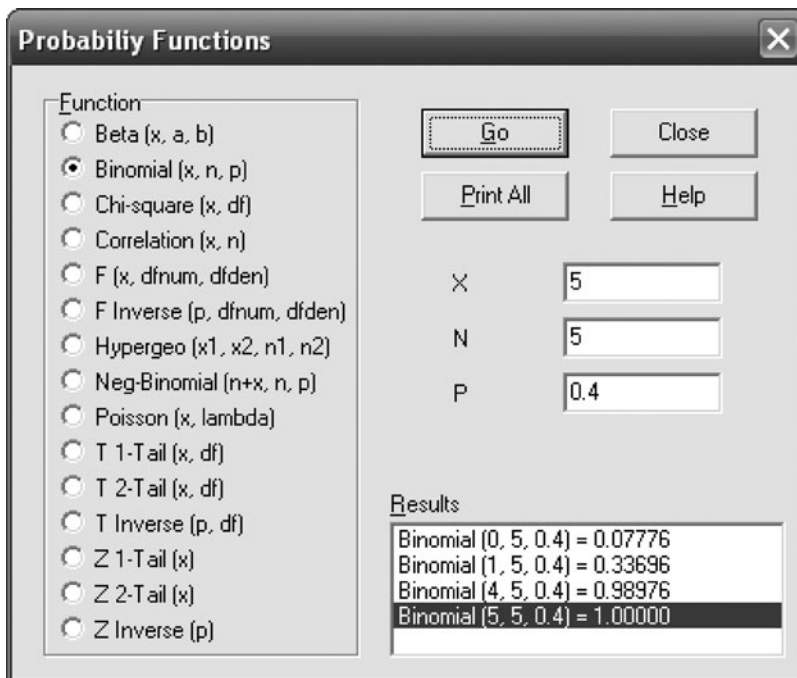 Probabiliy Functions
Function
Beta (x, a, b)
Binomial (x, n, p)
Chi-square (x, df)
Correlation (x, n)
F (x, dfnum, dfden)
F Inverse (p, dfnum, dfden)
Hypergeo (x1, x2, n1, n2)
Neg-Binomial (n+x, n, p)
Poisson (x, lambda)
T 1-Tail (x, df)
T 2-Tail (x, df)
T Inverse (p, df)
Z 1-Tail (x)
Z 2-Tail (x)
Z Inverse (p)
Go
Close
Print All
Help
X 5
N 5
P 0.4
Results
Binomial (0, 5, 0.4) = 0.07776
Binomial (1, 5, 0.4) = 0.33696
Binomial (4, 5, 0.4) = 0.98976
Binomial (5, 5, 0.4) = 1.00000